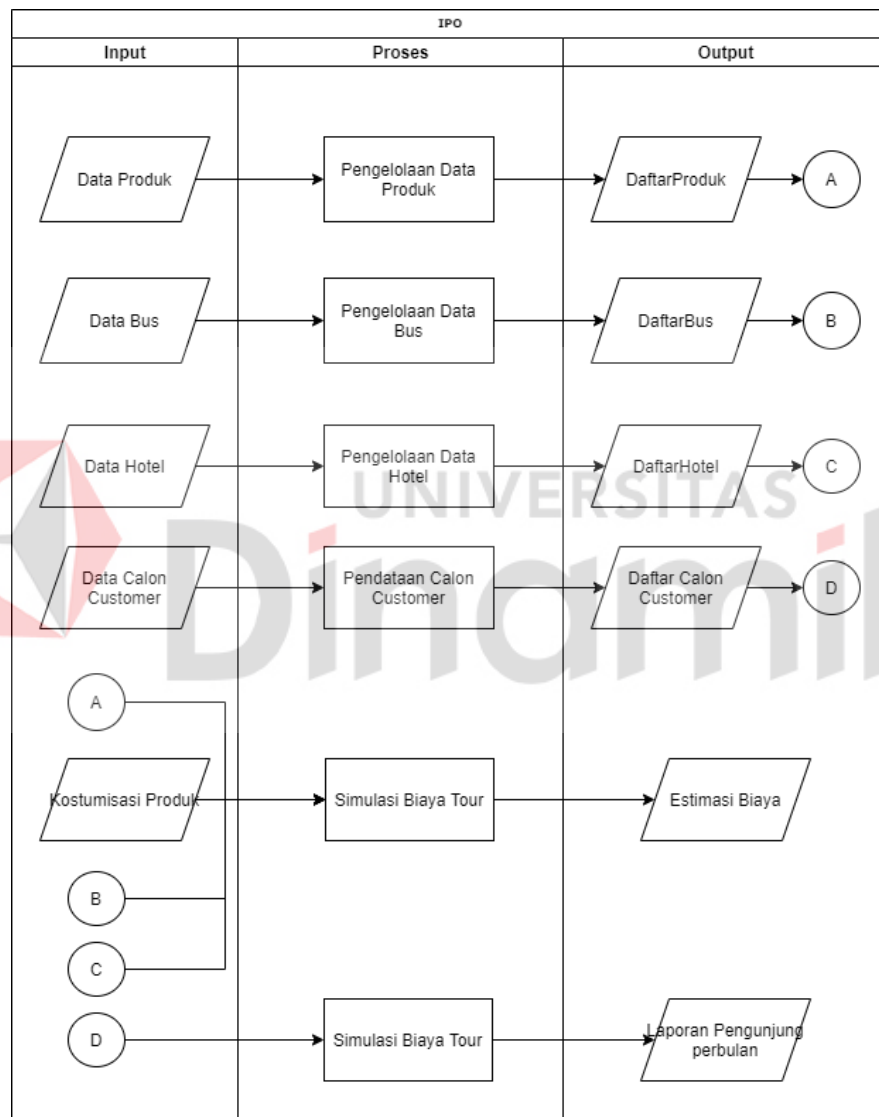 IPO
Input
Proses
Output
Data Produk
Pengelolaan Data
Produk
DaftarProduk
A
Data Bus
Pengelolaan Data
Bus
DaftarBus
B
Data Hotel
Pengelolaan Data
Hotel
DaftarHotel
C
UNIVERSITAS
Dinamik
Data Calon
Customer
Pendataan Calon
Customer
Daftar Calon
Customer
D
A
Kostumisasi Produk
Simulasi Biaya Tour
Estimasi Biaya
B
C
D
Simulasi Biaya Tour
Laporan Pengunjung
perbulan